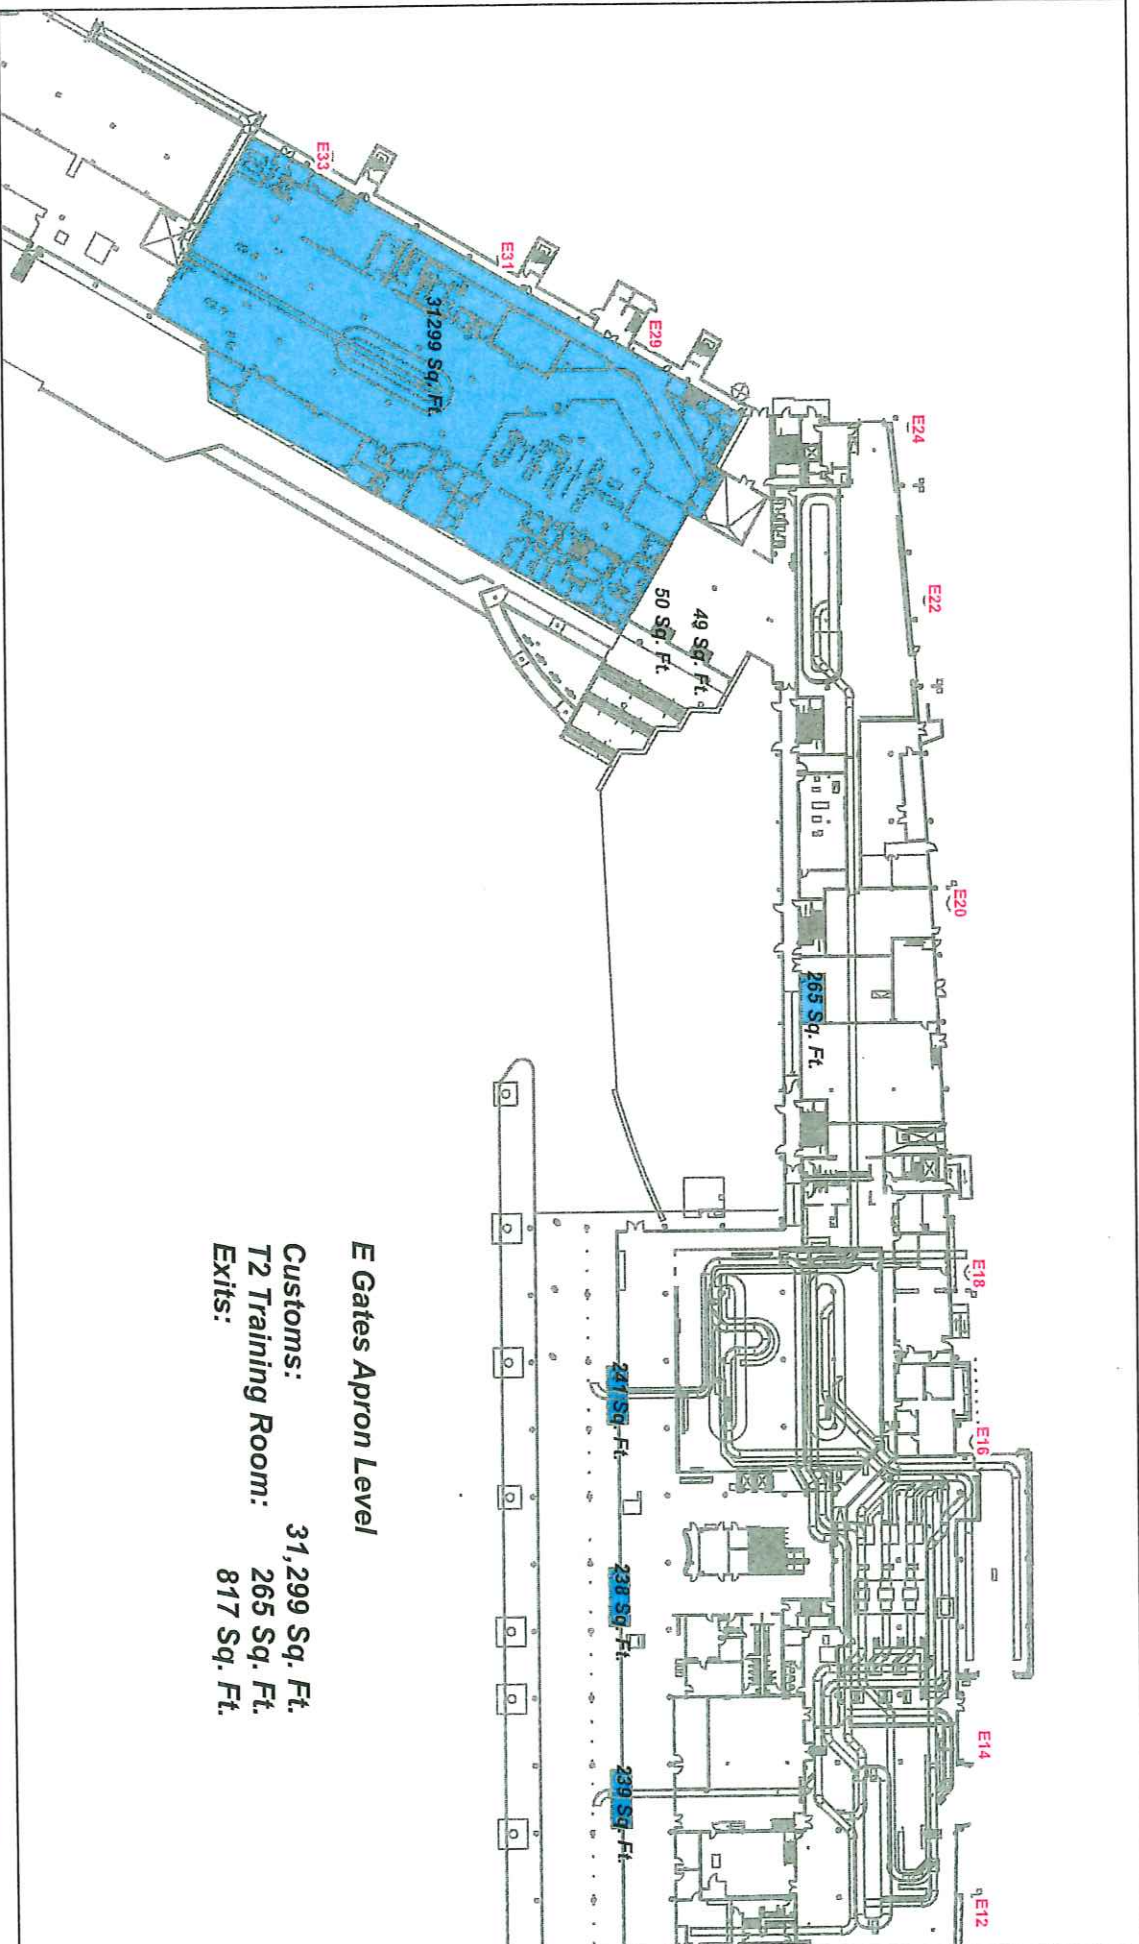 E33
E31
E29
E24
E22
E20
E18
E16
E14
E12
31299 Sq. Ft.
50 Sq. Ft.
49 Sq. Ft.
265 Sq. Ft.
241 Sq. Ft.
238 Sq. Ft.
239 Sq. Ft.
E Gates Apron Level
Customs: 31,299 Sq. Ft.
T2 Training Room: 265 Sq. Ft.
Exits: 817 Sq. Ft.